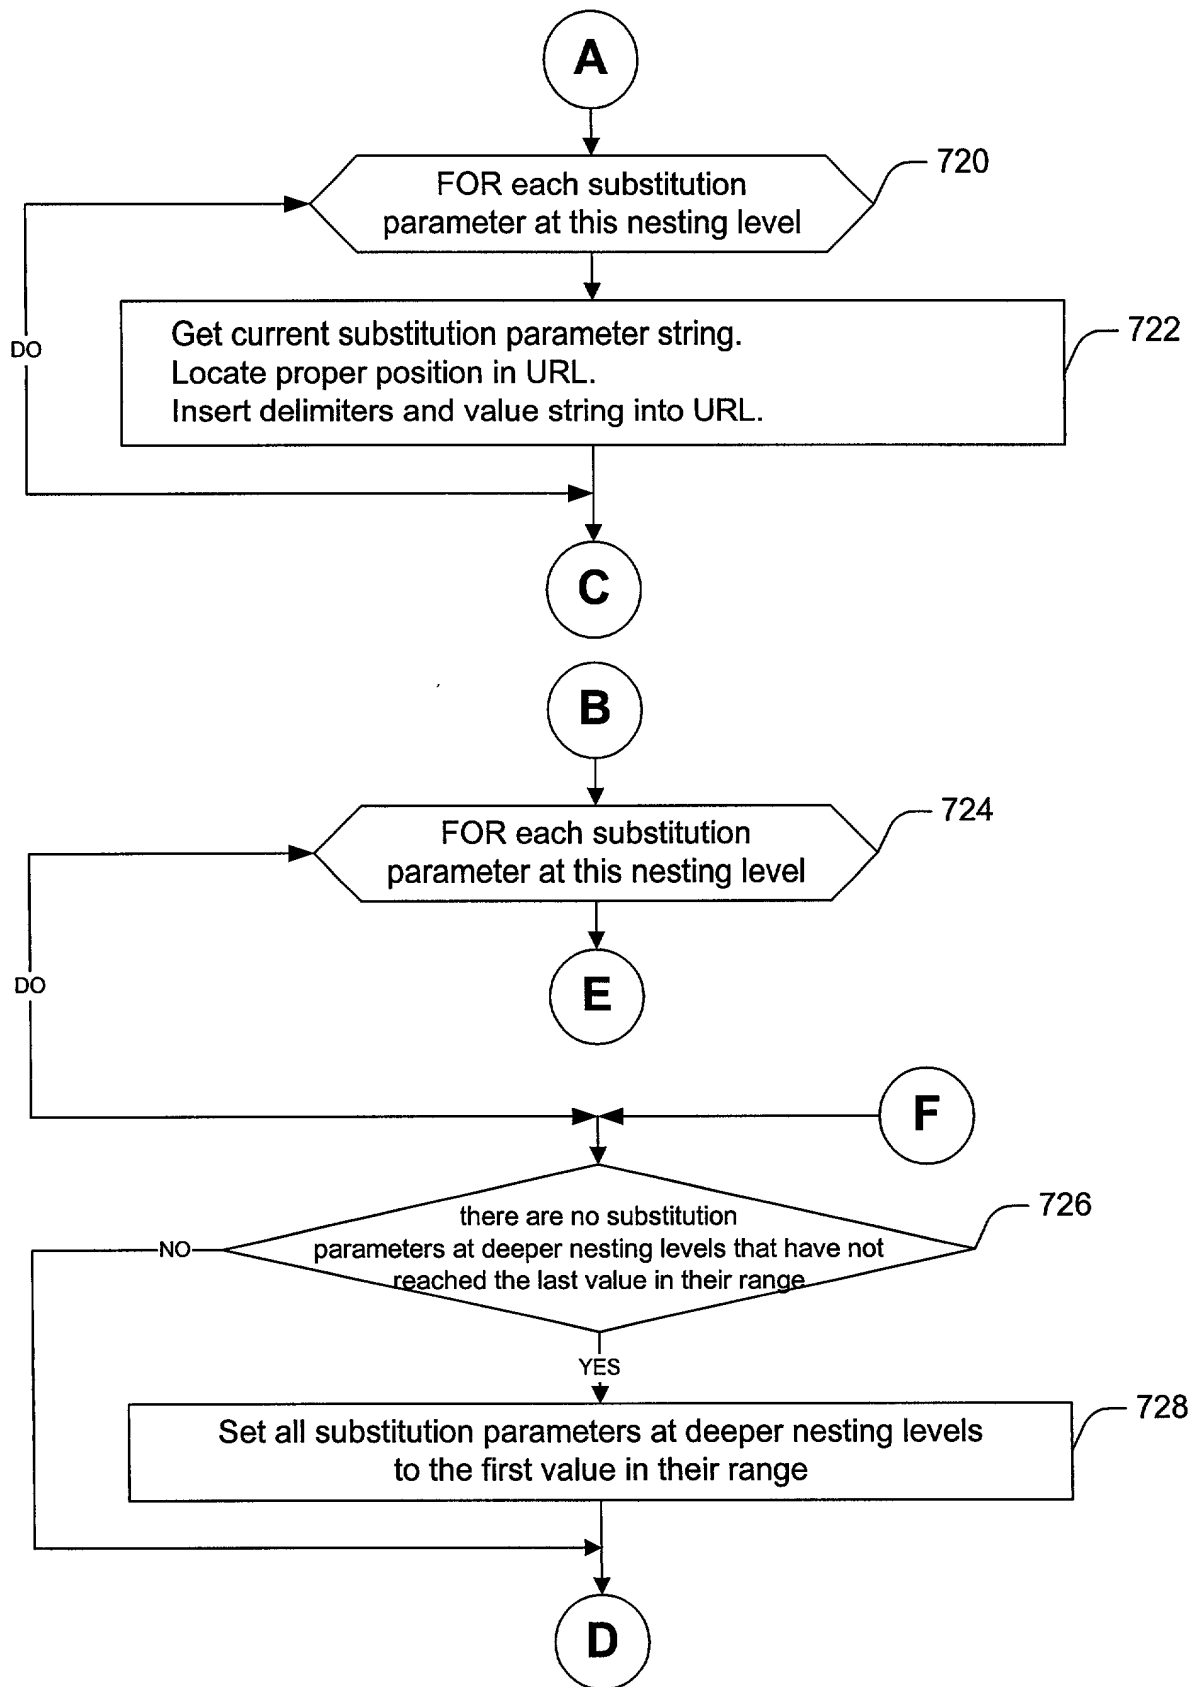 A
FOR each substitution
parameter at this nesting level
720
Get current substitution parameter string.
Locate proper position in URL.
Insert delimiters and value string into URL.
722
DO
C
B
FOR each substitution
parameter at this nesting level
724
E
DO
F
there are no substitution
parameters at deeper nesting levels that have not
reached the last value in their range
726
NO
YES
Set all substitution parameters at deeper nesting levels
to the first value in their range
728
D